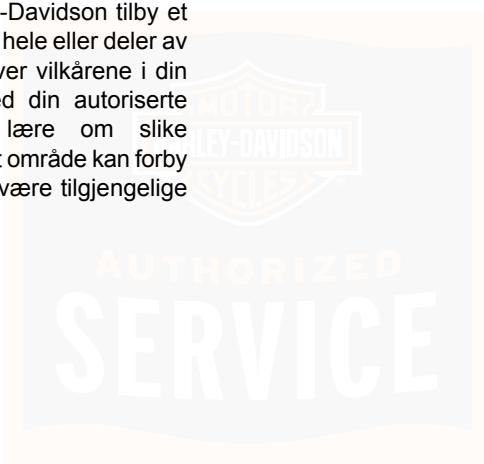 -Davidson tilby et
hele eller deler av
ver vilkårene i din
ed din autoriserte
lære om slike
t område kan forby
være tilgjengelige
MOTOR
HARLEY-DAVIDSON
CYCLES
AUTHORIZED
SERVICE